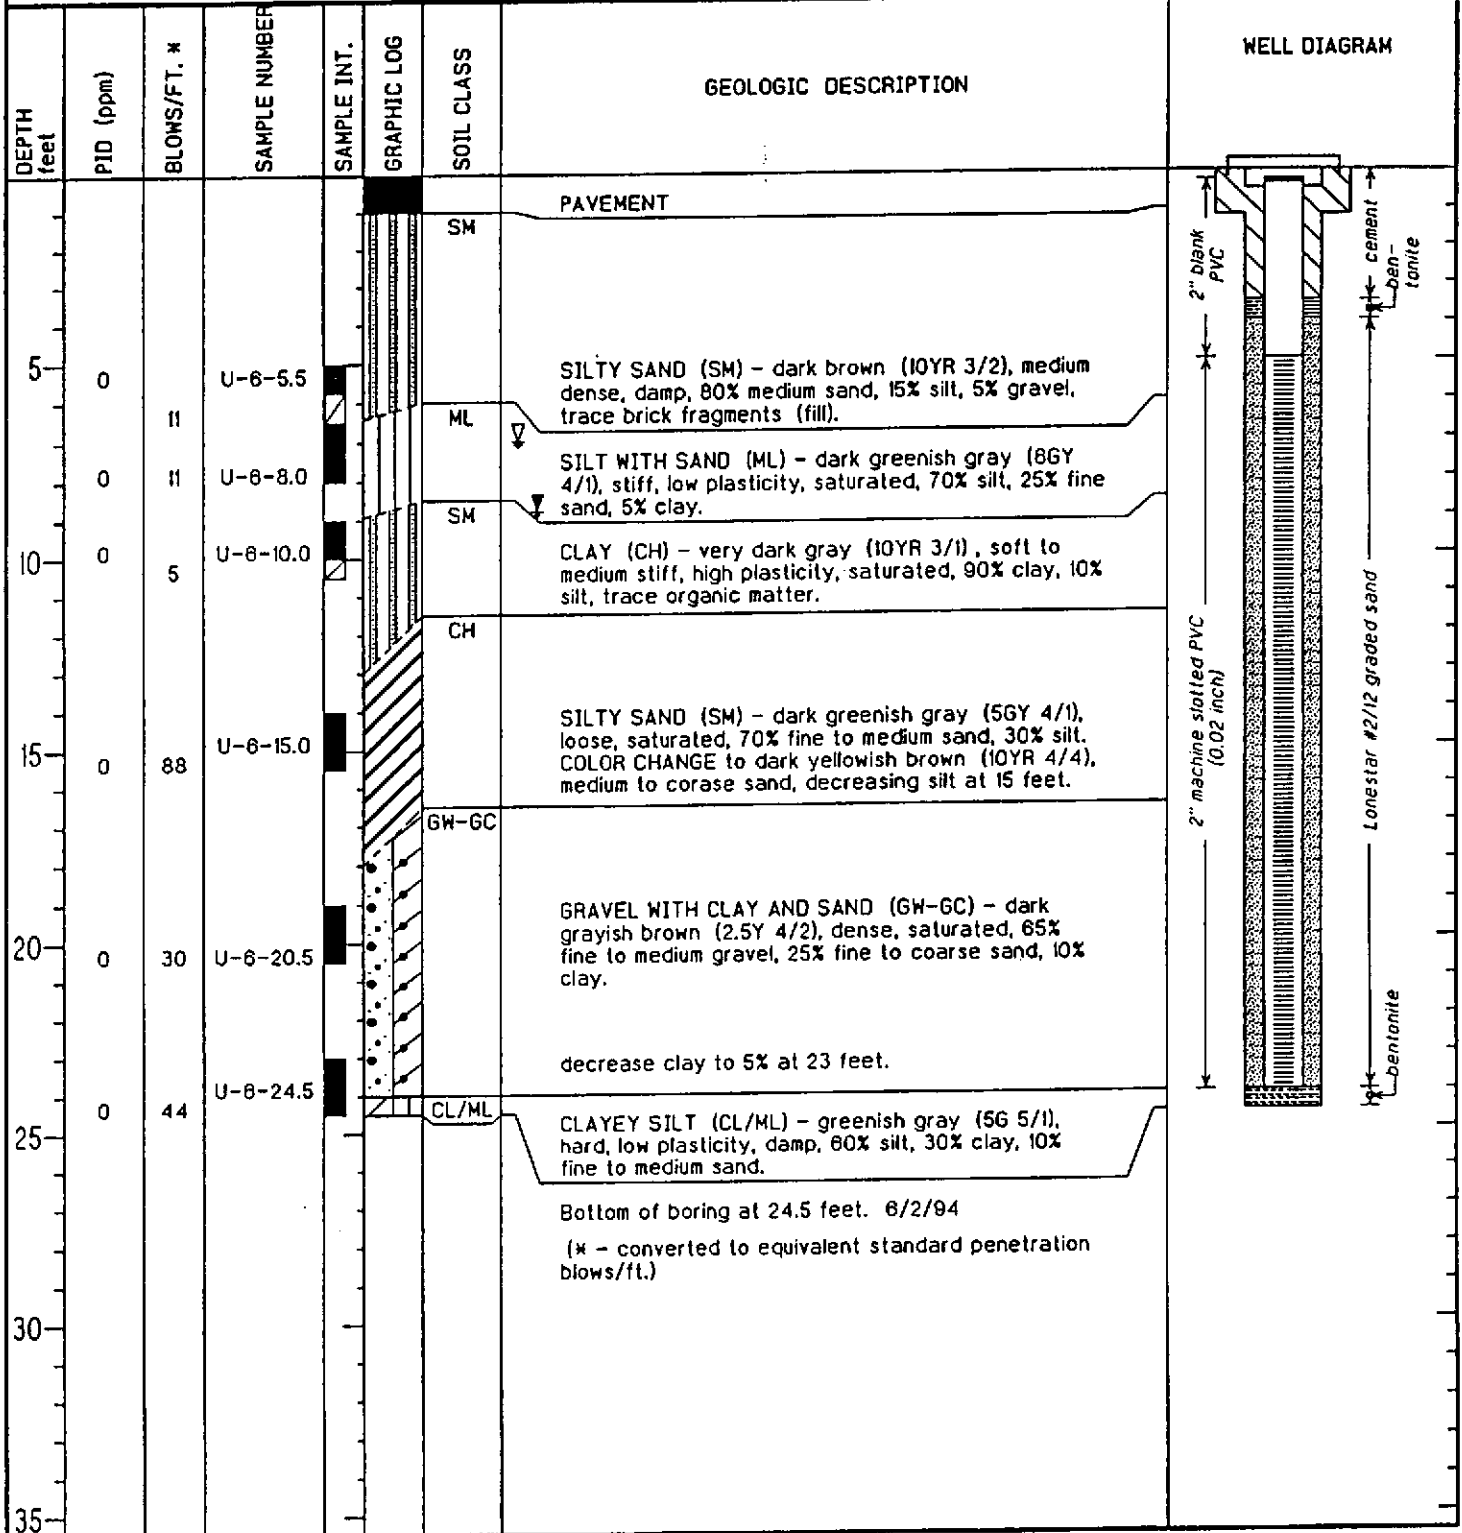 DEPTH
feet
PID (ppm)
BLOWS/FT. *
SAMPLE NUMBER
SAMPLE INT.
GRAPHIC LOG
SOIL CLASS
GEOLOGIC DESCRIPTION
WELL DIAGRAM
PAVEMENT
SM
2" blank
PVC
cement
ben-
tonite
5
0
U-6-5.5
11
SILTY SAND (SM) – dark brown (10YR 3/2), medium
dense, damp, 80% medium sand, 15% silt, 5% gravel,
trace brick fragments (fill).
ML
0
11
U-6-8.0
SILT WITH SAND (ML) – dark greenish gray (8GY
4/1), stiff, low plasticity, saturated, 70% silt, 25% fine
sand, 5% clay.
SM
10
0
5
U-6-10.0
CLAY (CH) – very dark gray (10YR 3/1), soft to
medium stiff, high plasticity, saturated, 90% clay, 10%
silt, trace organic matter.
CH
2" machine slotted PVC
(0.02 inch)
Lonestar #2/12 graded sand
15
0
88
U-6-15.0
SILTY SAND (SM) – dark greenish gray (5GY 4/1),
loose, saturated, 70% fine to medium sand, 30% silt.
COLOR CHANGE to dark yellowish brown (10YR 4/4),
medium to corase sand, decreasing silt at 15 feet.
GW-GC
20
0
30
U-6-20.5
GRAVEL WITH CLAY AND SAND (GW-GC) – dark
grayish brown (2.5Y 4/2), dense, saturated, 65%
fine to medium gravel, 25% fine to coarse sand, 10%
clay.
decrease clay to 5% at 23 feet.
bentonite
U-6-24.5
0
44
CL/ML
CLAYEY SILT (CL/ML) – greenish gray (5G 5/1),
hard, low plasticity, damp, 60% silt, 30% clay, 10%
fine to medium sand.
25
Bottom of boring at 24.5 feet. 6/2/94
(* – converted to equivalent standard penetration
blows/ft.)
30
35